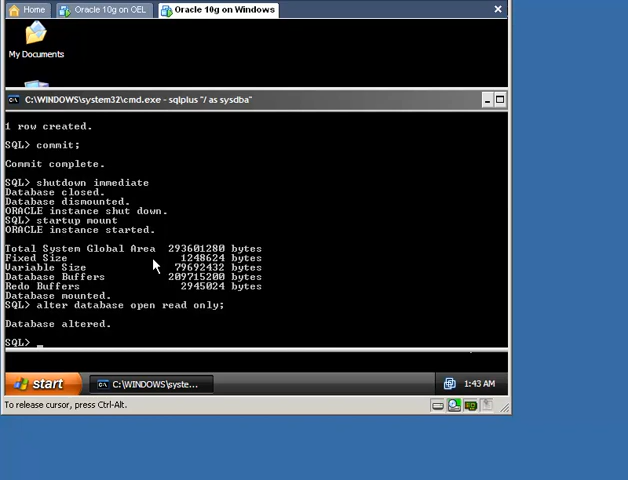 Home Oracle 10g on OEL Oracle 10g on Windows
My Documents
C:\WINDOWS\system32\cmd.exe - sqlplus "/ as sysdba"
1 row created.
SQL> commit;
Commit complete.
SQL> shutdown immediate
Database closed.
Database dismounted.
ORACLE instance shut down.
SQL> startup mount
ORACLE instance started.
Total System Global Area 293601280 bytes
Fixed Size 1248624 bytes
Variable Size 79692432 bytes
Database Buffers 209715200 bytes
Redo Buffers 2945024 bytes
Database mounted.
SQL> alter database open read only;
Database altered.
SQL> _
start C:\WINDOWS\syste... 1:43 AM
To release cursor, press Ctrl-Alt.